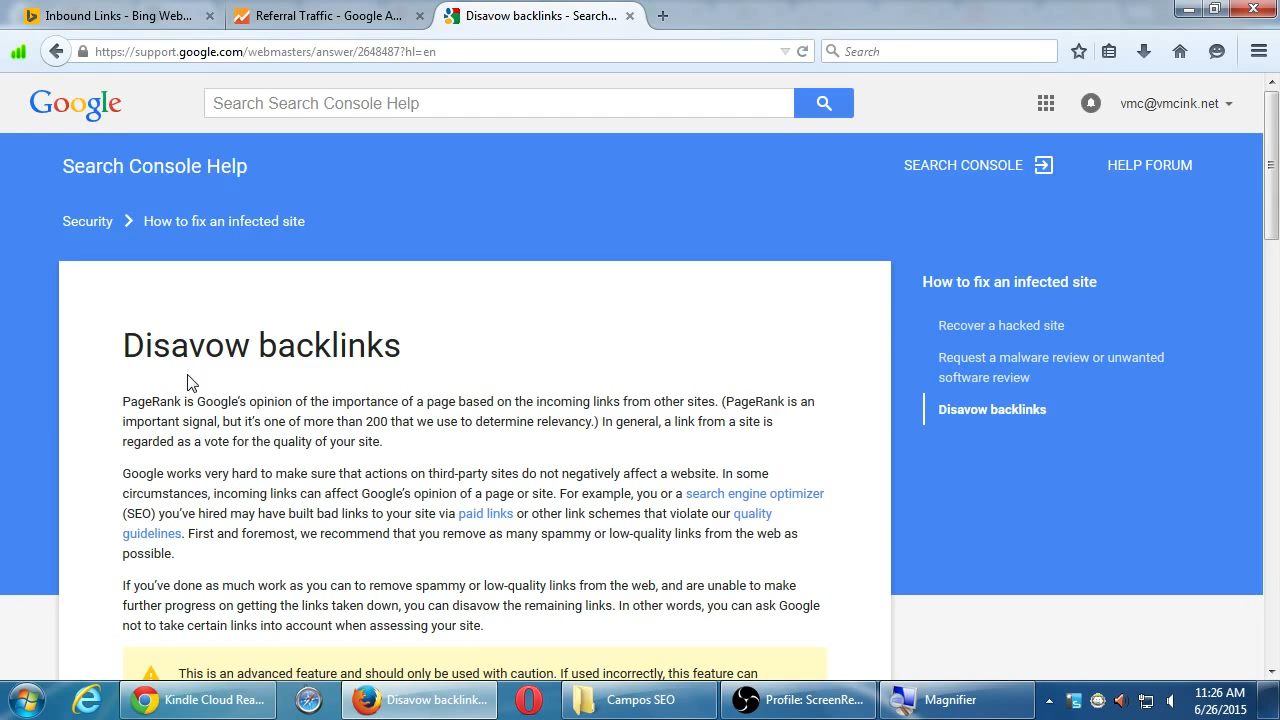 Inbound Links - Bing Web...
Referral Traffic - Google A...
Disavow backlinks - Search...
https://support.google.com/webmasters/answer/2648487?hl=en
Search
Google
Search Search Console Help
vmc@vmcink.net
Search Console Help
SEARCH CONSOLE
HELP FORUM
Security
How to fix an infected site
How to fix an infected site
Recover a hacked site
Request a malware review or unwanted
software review
Disavow backlinks
Disavow backlinks
PageRank is Google's opinion of the importance of a page based on the incoming links from other sites. (PageRank is an
important signal, but it's one of more than 200 that we use to determine relevancy.) In general, a link from a site is
regarded as a vote for the quality of your site.
Google works very hard to make sure that actions on third-party sites do not negatively affect a website. In some
circumstances, incoming links can affect Google's opinion of a page or site. For example, you or a search engine optimizer
(SEO) you've hired may have built bad links to your site via paid links or other link schemes that violate our quality
guidelines. First and foremost, we recommend that you remove as many spammy or low-quality links from the web as
possible.
If you've done as much work as you can to remove spammy or low-quality links from the web, and are unable to make
further progress on getting the links taken down, you can disavow the remaining links. In other words, you can ask Google
not to take certain links into account when assessing your site.
This is an advanced feature and should only be used with caution. If used incorrectly, this feature can
Kindle Cloud Rea...
Disavow backlink...
Campos SEO
Profile: ScreenRe...
Magnifier
11:26 AM
6/26/2015